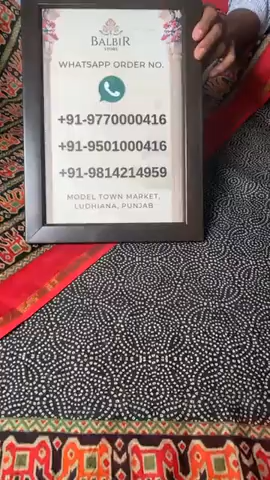 BALBIR
STORE
WHATSAPP ORDER NO.
+91-9770000416
+91-9501000416
+91-9814214959
MODEL TOWN MARKET,
LUDHIANA, PUNJAB